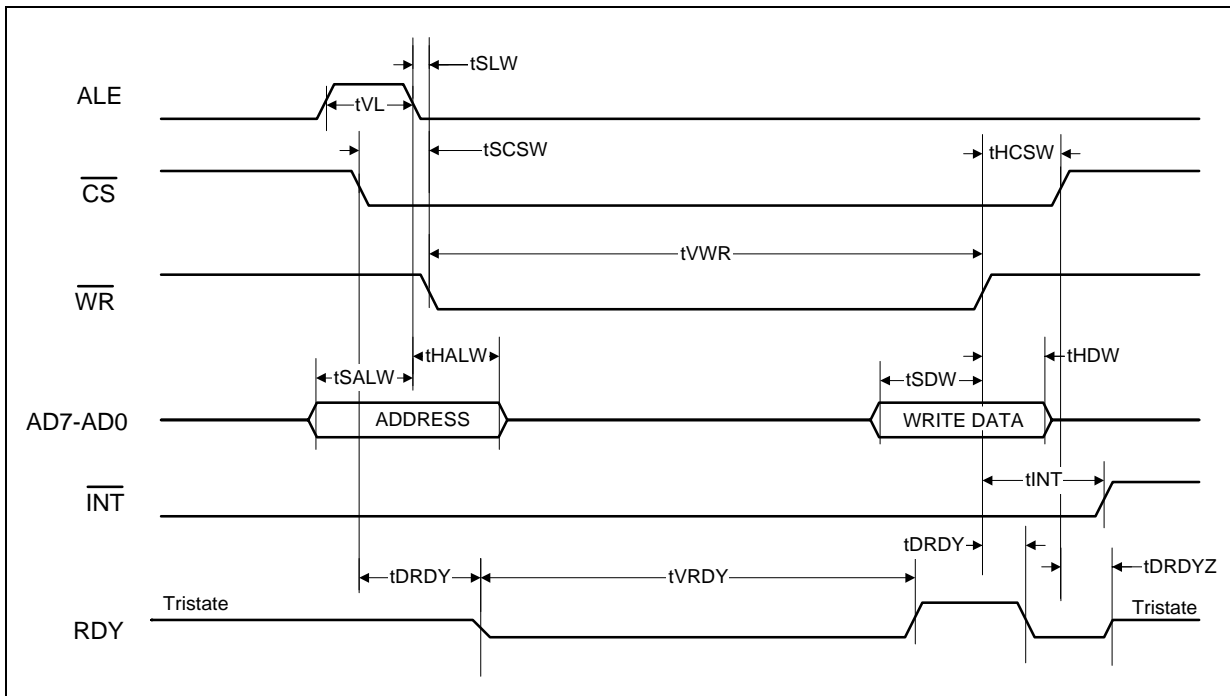 tSLW
ALE
tVL
tSCSW
tHCSW
CS
tVWR
WR
tHALW
tHDW
tSALW
tSDW
AD7-AD0
ADDRESS
WRITE DATA
tINT
INT
tDRDY
tDRDY
tVRDY
tDRDYZ
Tristate
Tristate
RDY